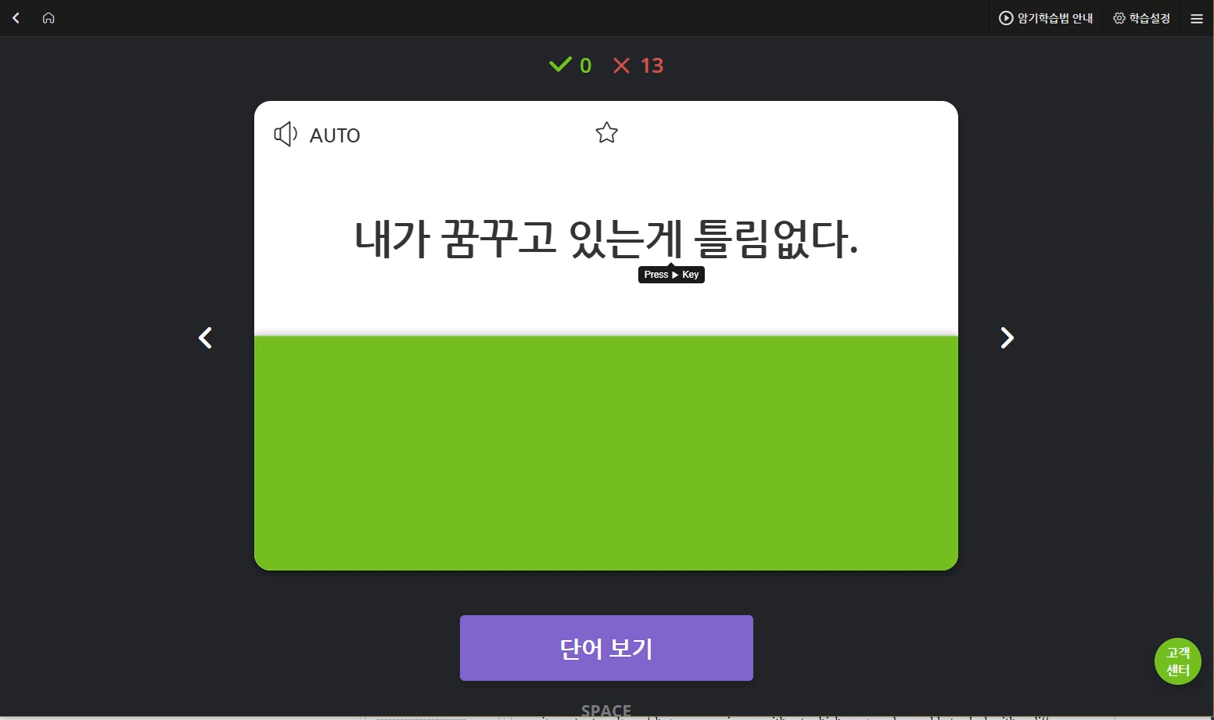 암기학습법 안내
학습설정
0
13
AUTO
내가 꿈꾸고 있는게 틀림없다.
Press ▶ Key
단어 보기
고객
센터
SPACE